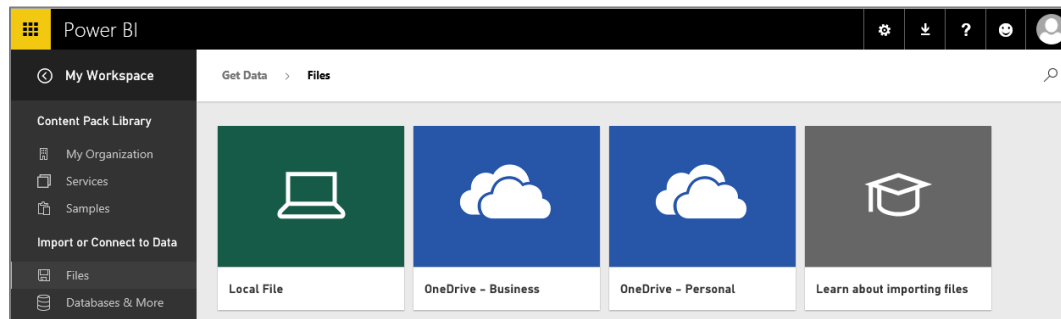 Power BI
?
My Workspace
Get Data > Files
Content Pack Library
My Organization
Services
Samples
Import or Connect to Data
Files
Databases & More
Local File
OneDrive – Business
OneDrive – Personal
Learn about importing files